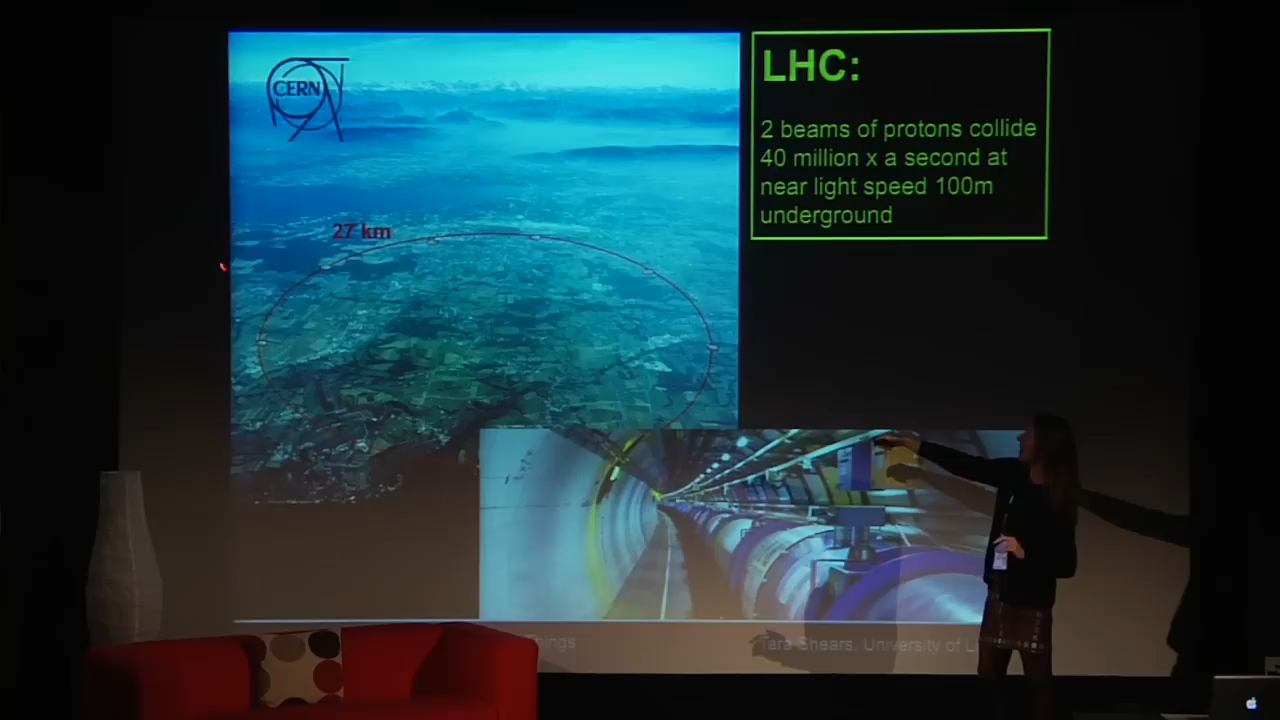 CERN
27 km
LHC:
2 beams of protons collide
40 million x a second at
near light speed 100m
underground
Things
Tara Shears, University of